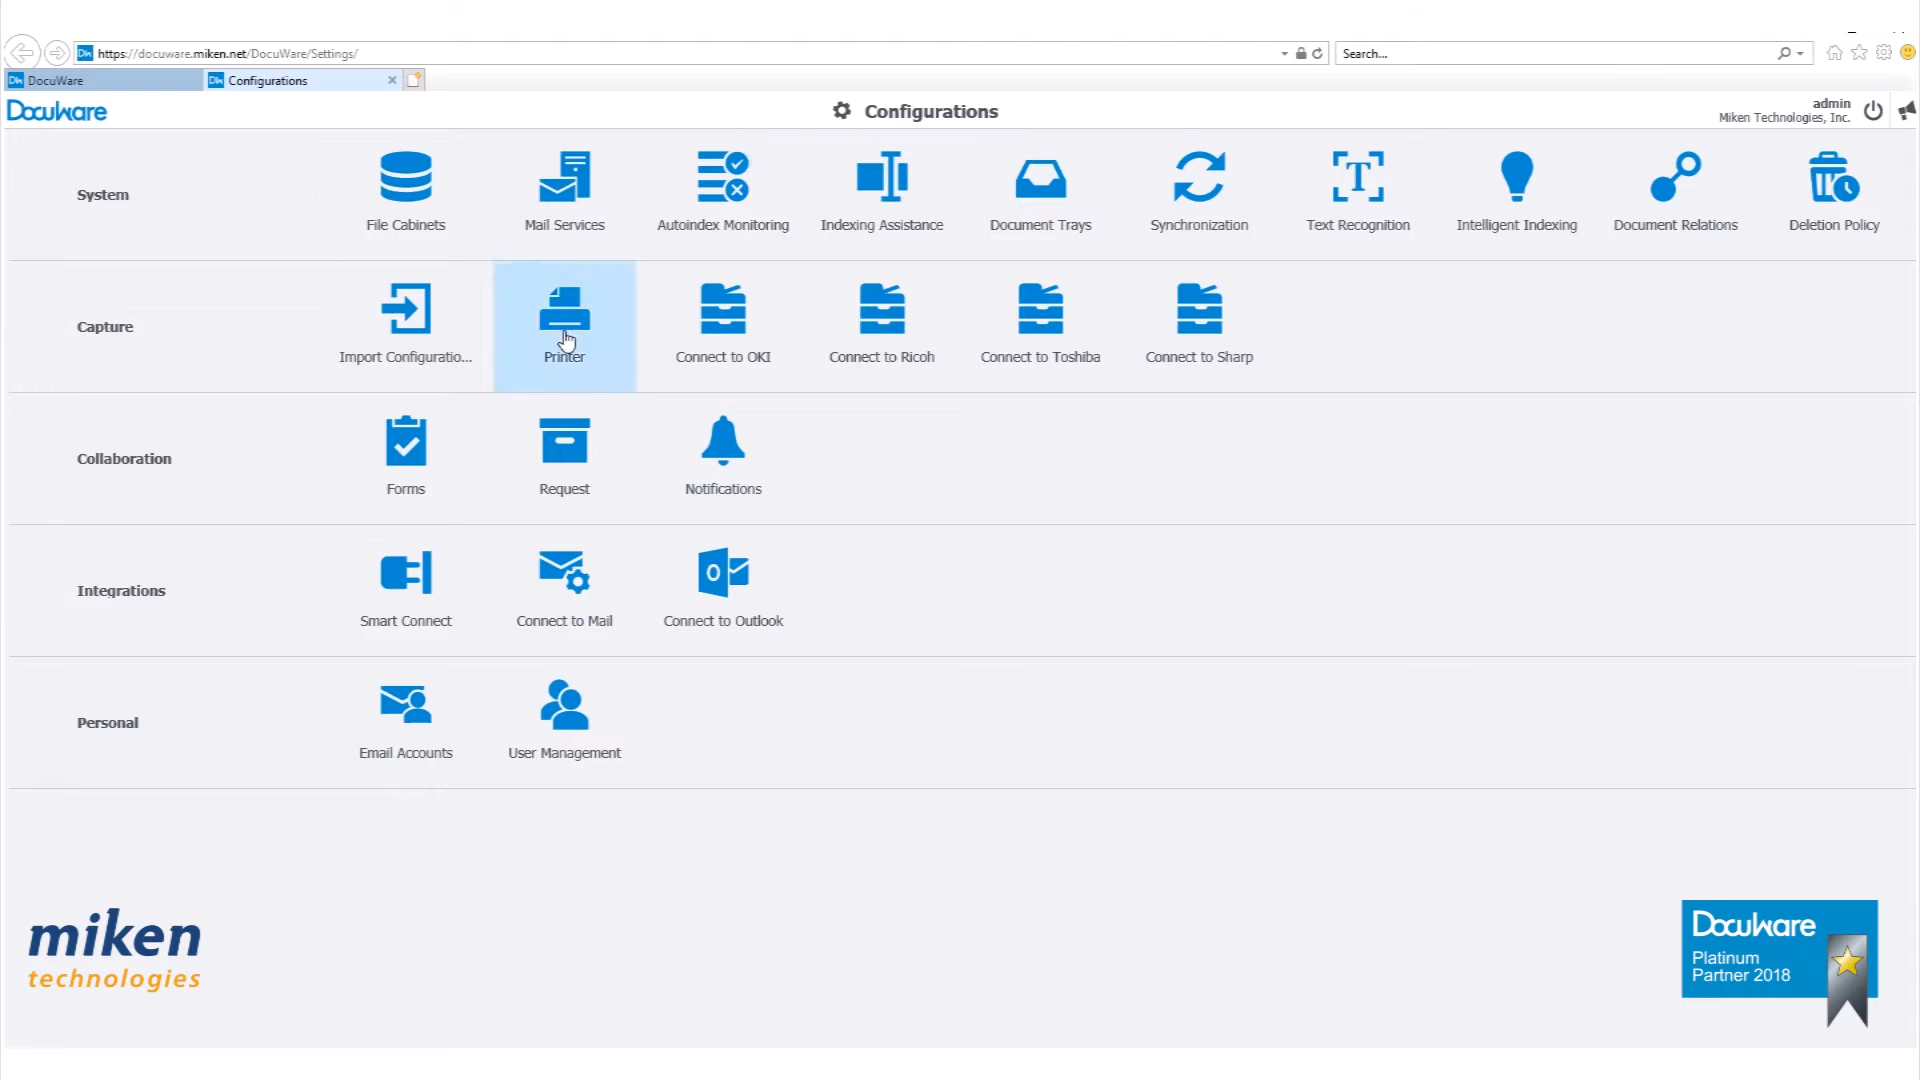 https://docuware.miken.net/DocuWare/Settings/
Search...
DocuWare
Configurations
DocuWare
Configurations
admin
Miken Technologies, Inc.
System
File Cabinets
Mail Services
Autoindex Monitoring
Indexing Assistance
Document Trays
Synchronization
Text Recognition
Intelligent Indexing
Document Relations
Deletion Policy
Capture
Import Configuratio...
Printer
Connect to OKI
Connect to Ricoh
Connect to Toshiba
Connect to Sharp
Collaboration
Forms
Request
Notifications
Integrations
Smart Connect
Connect to Mail
Connect to Outlook
Personal
Email Accounts
User Management
miken
technologies
DocuWare
Platinum
Partner 2018